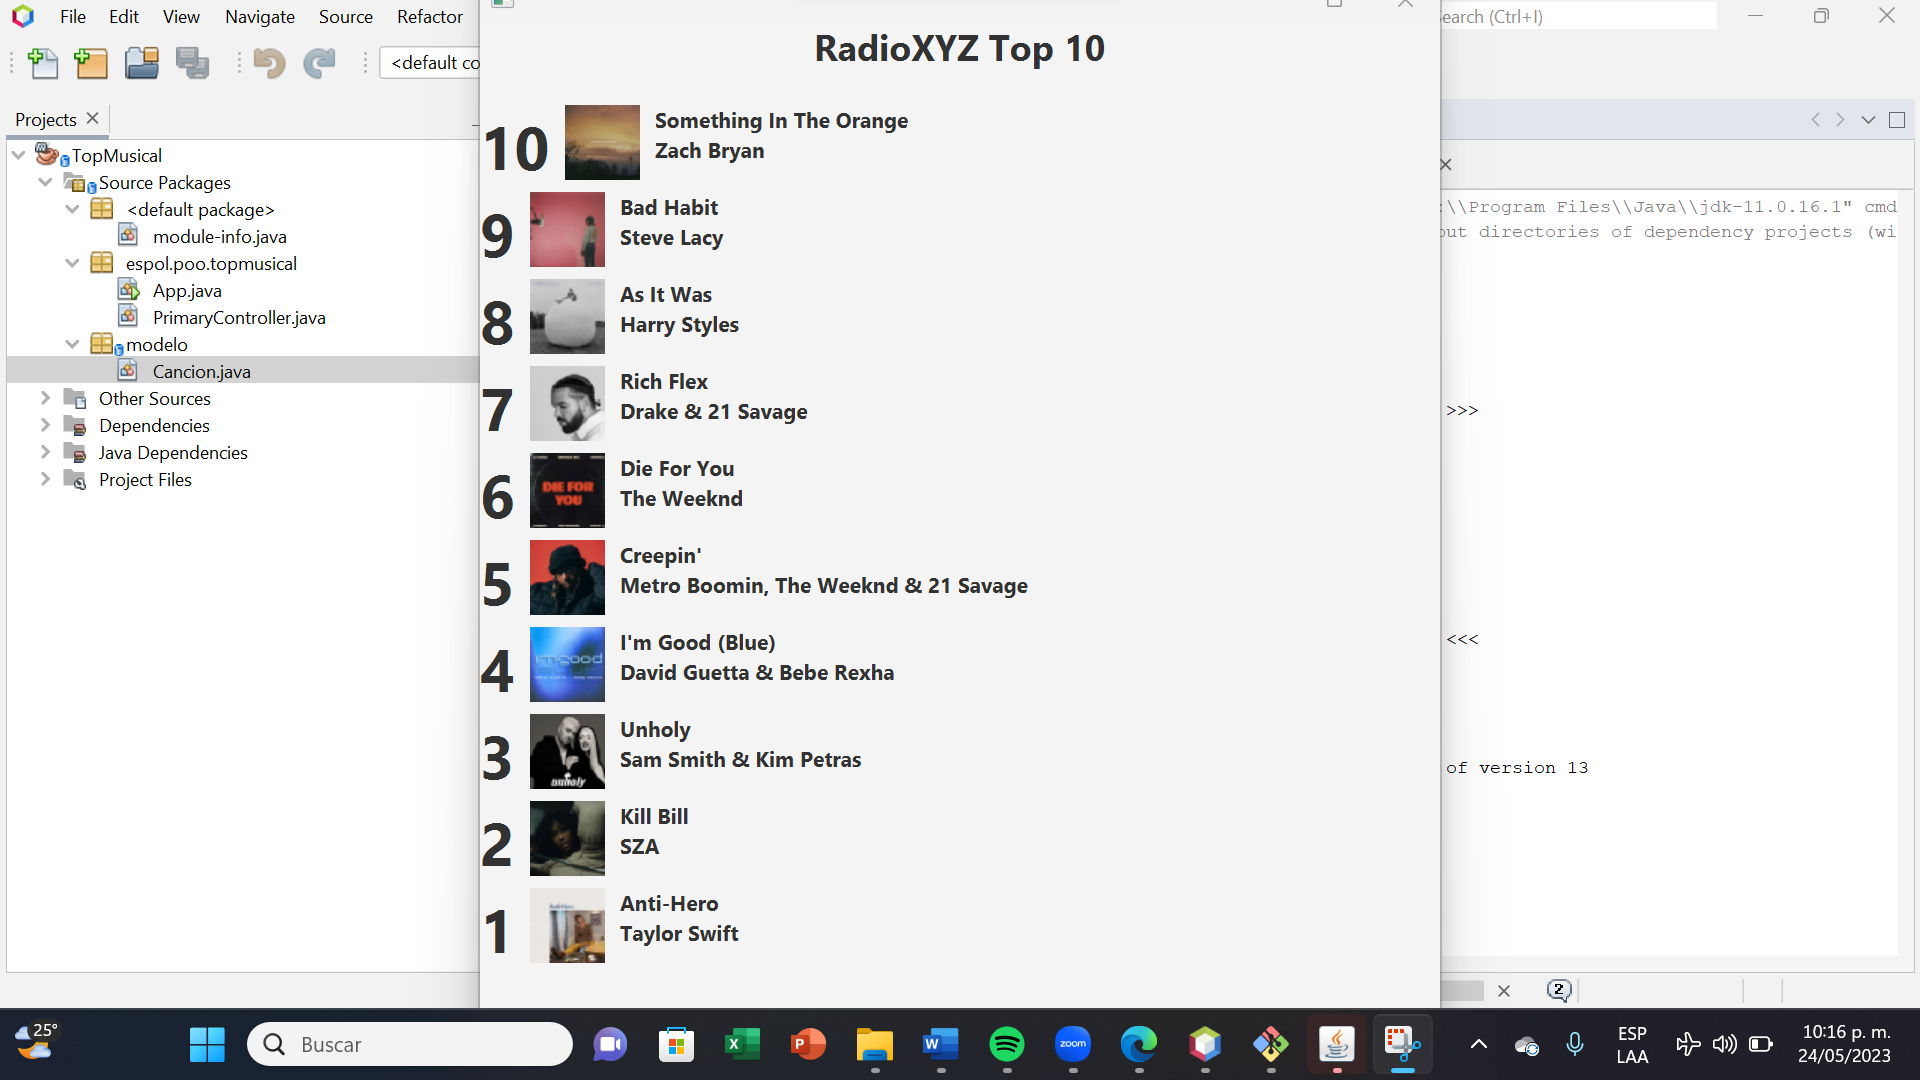 File Edit View Navigate Source Refactor
earch (Ctrl+I)
<default co
Projects
TopMusical
Source Packages
<default package>
module-info.java
espol.poo.topmusical
App.java
PrimaryController.java
modelo
Cancion.java
Other Sources
Dependencies
Java Dependencies
Project Files
RadioXYZ Top 10
10
Something In The Orange
Zach Bryan
9
Bad Habit
Steve Lacy
8
As It Was
Harry Styles
7
Rich Flex
Drake & 21 Savage
6
DIE FOR
YOU
Die For You
The Weeknd
5
Creepin'
Metro Boomin, The Weeknd & 21 Savage
4
I'm Good (Blue)
David Guetta & Bebe Rexha
3
unholy
Unholy
Sam Smith & Kim Petras
2
Kill Bill
SZA
1
Anti-Hero
Taylor Swift
:\\Program Files\\Java\\jdk-11.0.16.1" cmd
out directories of dependency projects (wi
>>>
<<<
of version 13
2
25°
Buscar
zoom
ESP
LAA
10:16 p. m.
24/05/2023